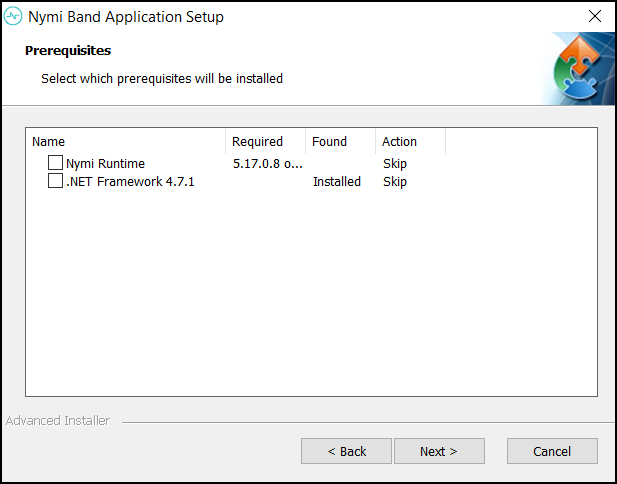 Nymi Band Application Setup
Prerequisites
Select which prerequisites will be installed
Name Required Found Action
Nymi Runtime 5.17.0.8 o... Skip
.NET Framework 4.7.1 Installed Skip
Advanced Installer
< Back Next > Cancel